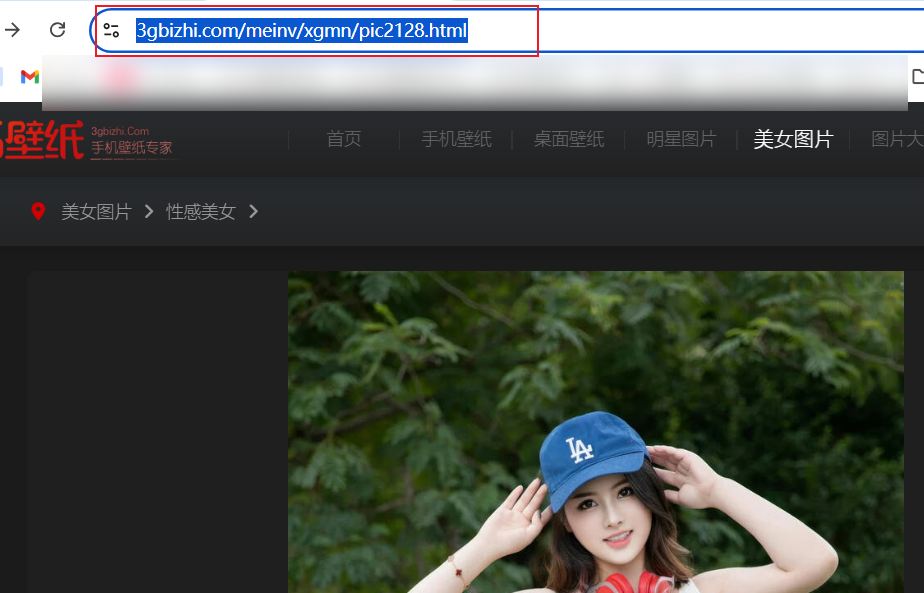 3gbizhi.com/meinv/xgmn/pic2128.html
壁纸
3gbizhi.Com
手机壁纸专家
首页
手机壁纸
桌面壁纸
明星图片
美女图片
图片大
美女图片 > 性感美女 >
LA